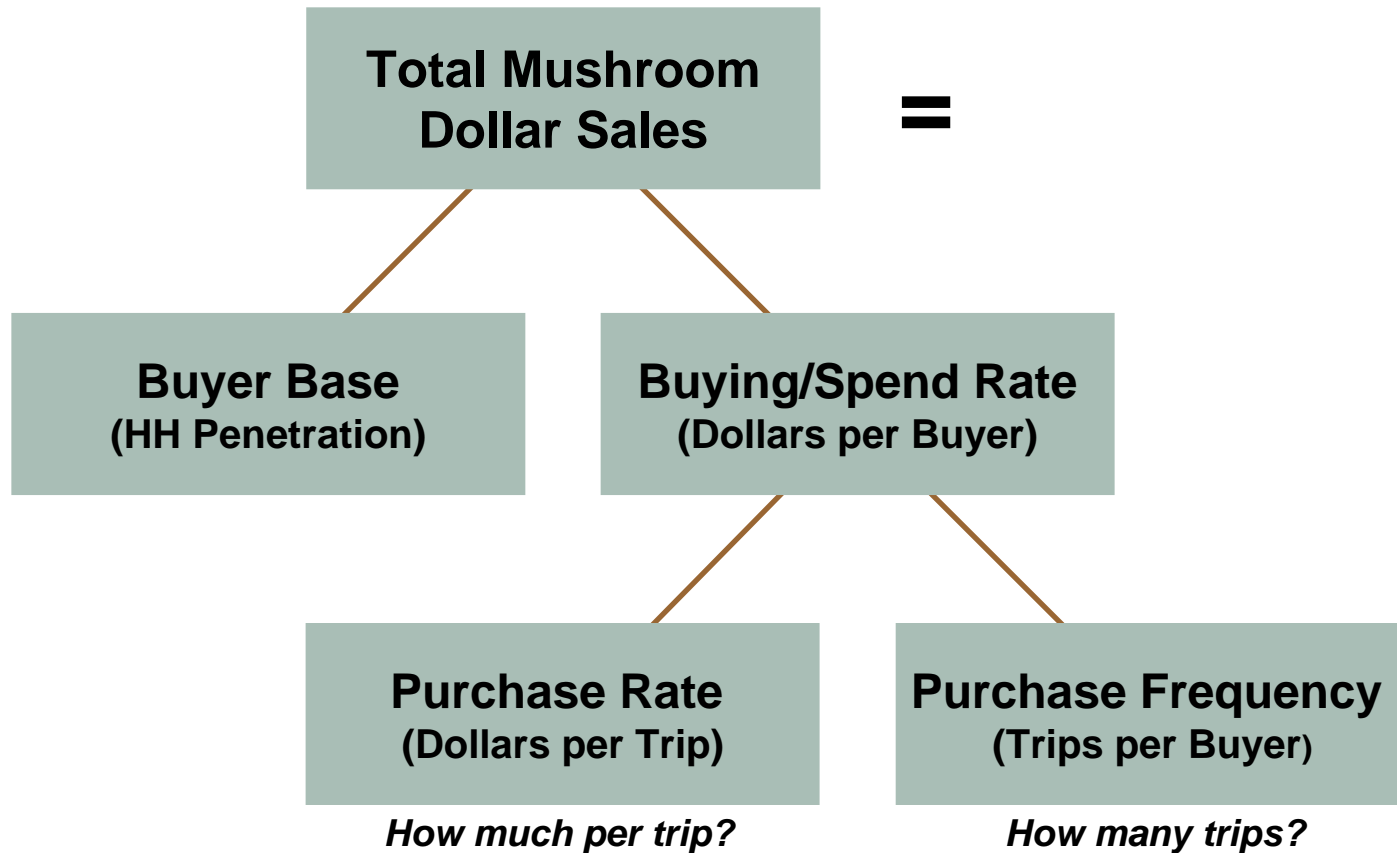 Total Mushroom
Dollar Sales
=
Buyer Base
(HH Penetration)
Buying/Spend Rate
(Dollars per Buyer)
Purchase Rate
(Dollars per Trip)
Purchase Frequency
(Trips per Buyer)
How much per trip?
How many trips?